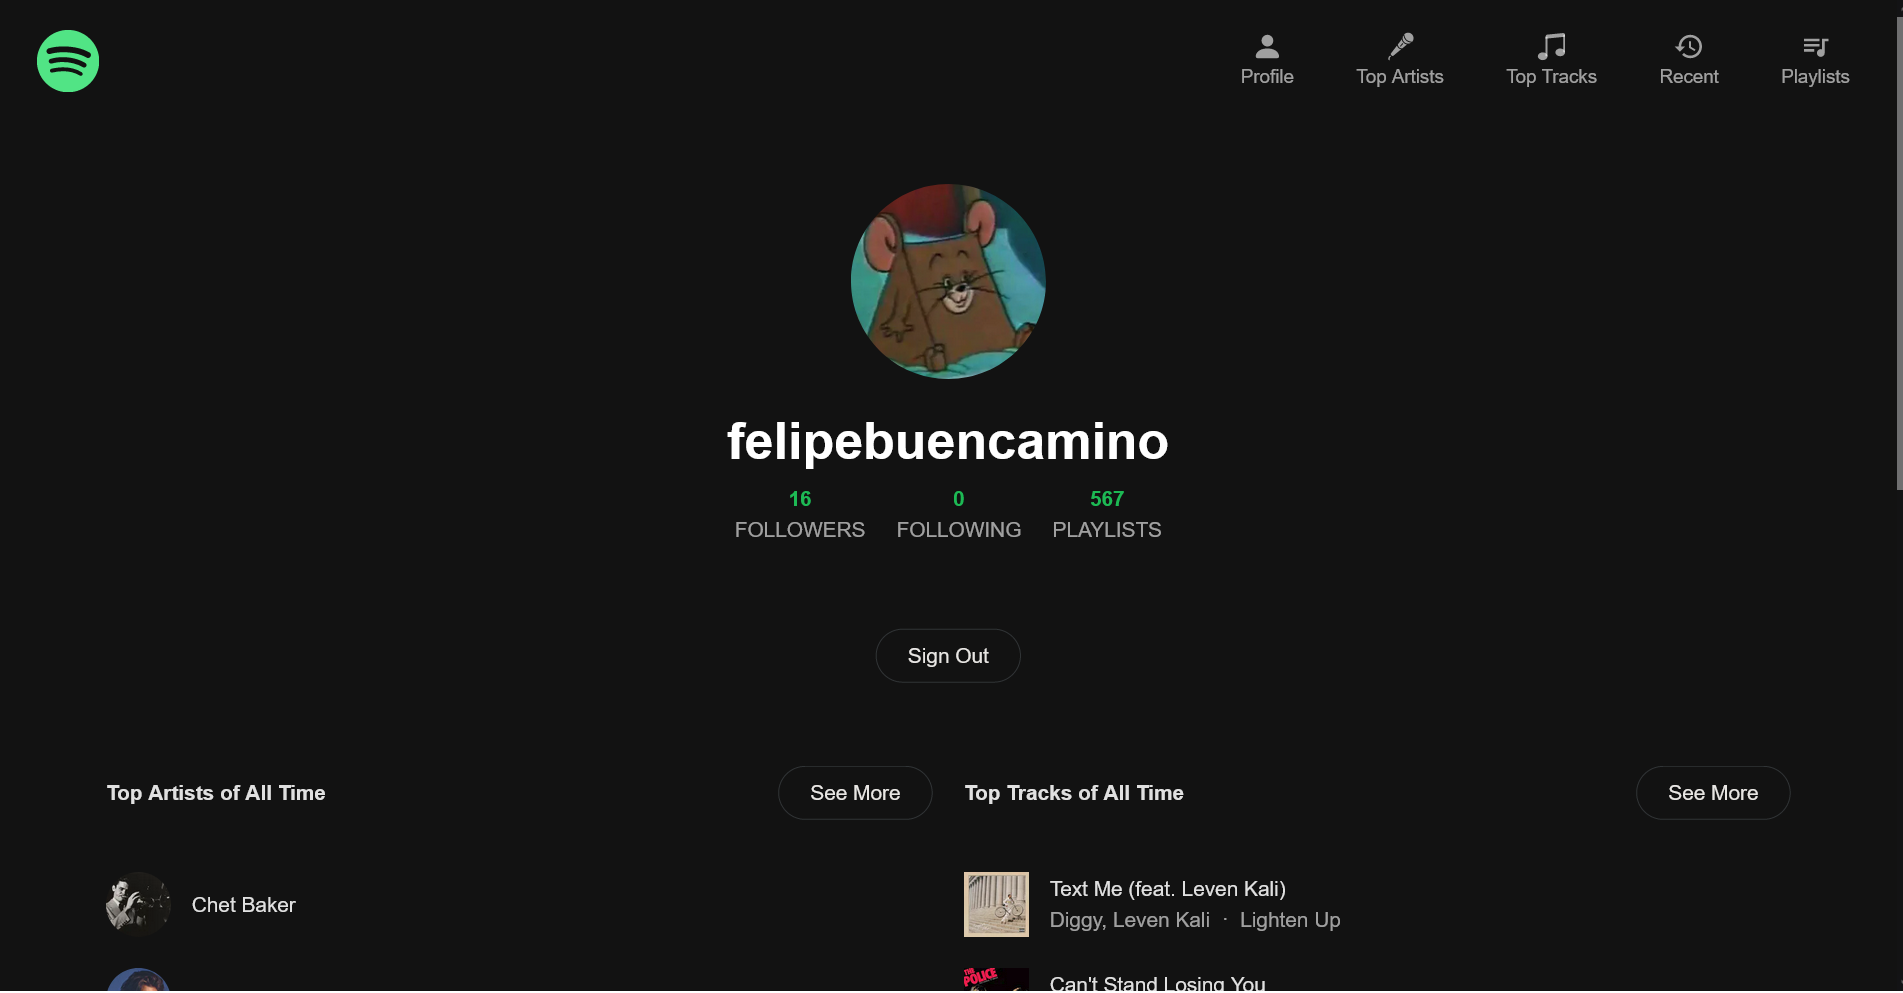 Profile
Top Artists
Top Tracks
Recent
Playlists
felipebuencamino
16
FOLLOWERS
0
FOLLOWING
567
PLAYLISTS
Sign Out
Top Artists of All Time
See More
Chet Baker
Top Tracks of All Time
See More
Text Me (feat. Leven Kali)
Diggy, Leven Kali · Lighten Up
THE POLICE
Can't Stand Losing You